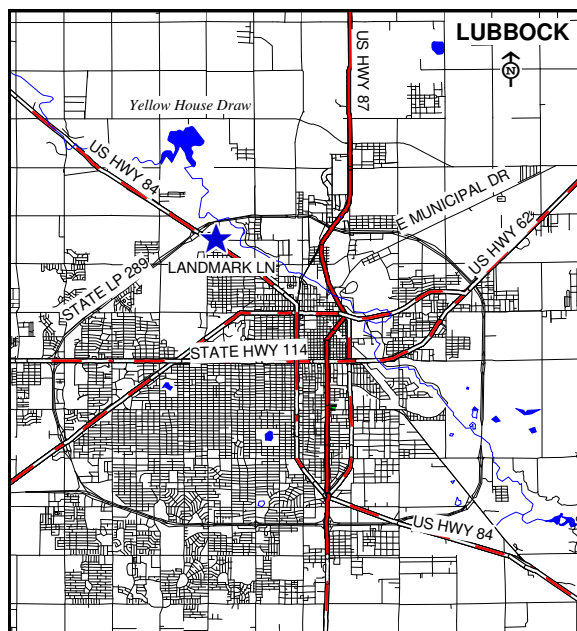 LUBBOCK
N
US HWY 87
Yellow House Draw
US HWY 84
E MUNICIPAL DR
US HWY 62
STATE LP 289
LANDMARK LN
STATE HWY 114
US HWY 84